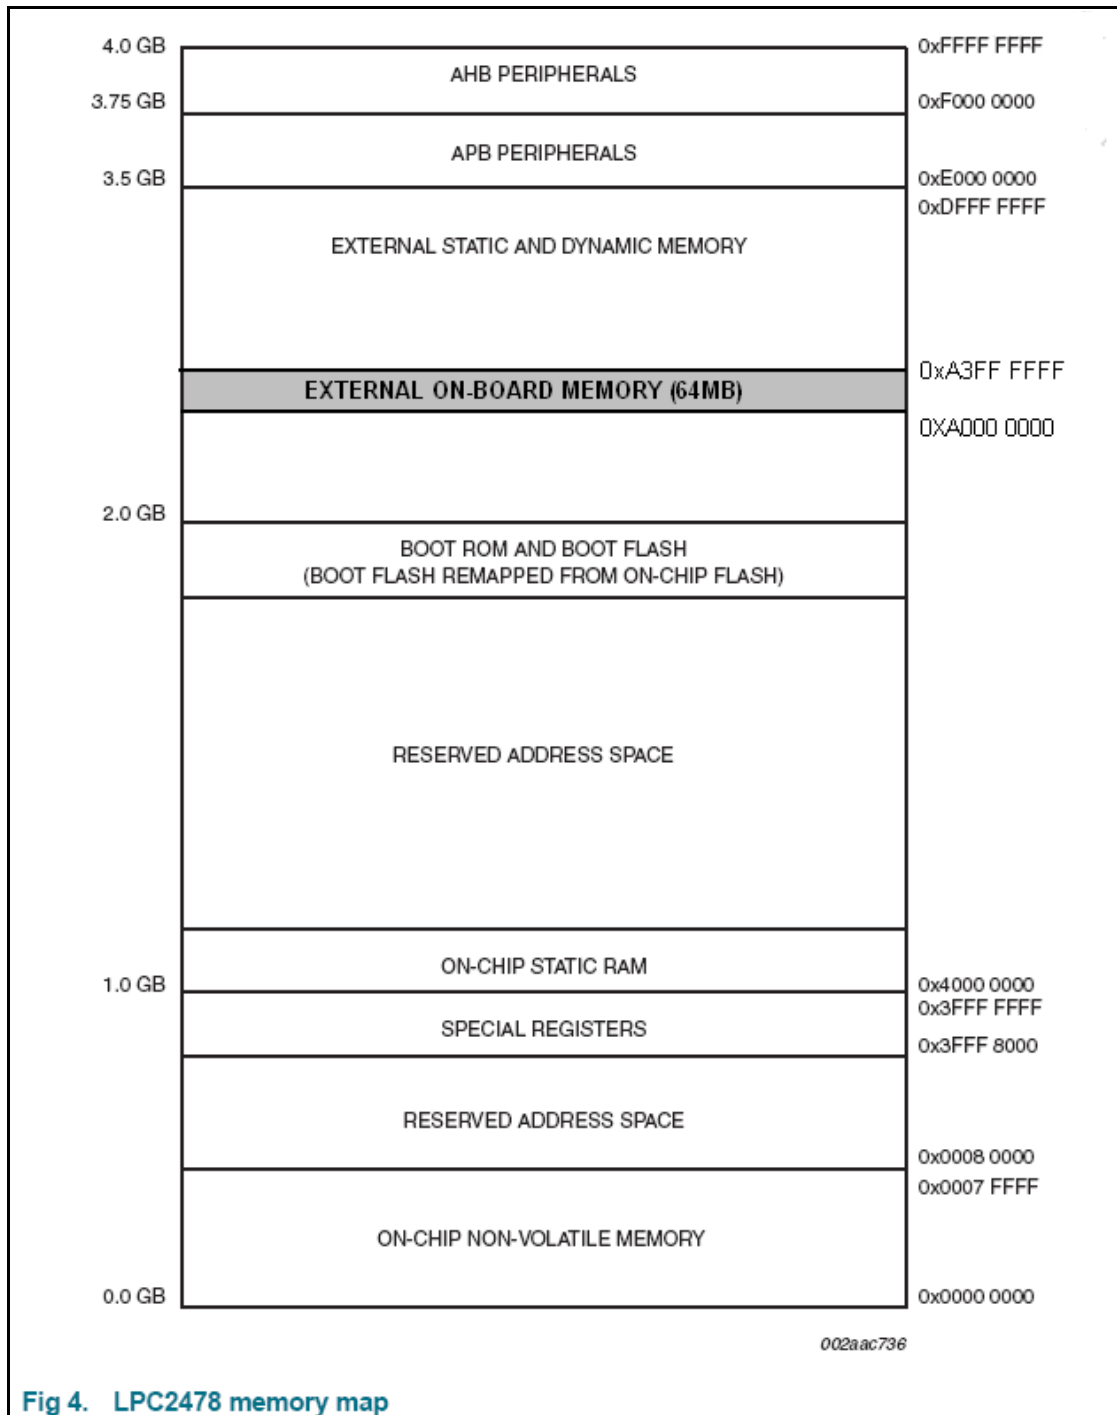 4.0 GB 0xFFFF FFFF
AHB PERIPHERALS
3.75 GB 0xF000 0000
APB PERIPHERALS
3.5 GB 0xE000 0000
0xDFFF FFFF
EXTERNAL STATIC AND DYNAMIC MEMORY
0xA3FF FFFF
EXTERNAL ON-BOARD MEMORY (64MB)
0XA000 0000
2.0 GB
BOOT ROM AND BOOT FLASH
(BOOT FLASH REMAPPED FROM ON-CHIP FLASH)
RESERVED ADDRESS SPACE
ON-CHIP STATIC RAM
1.0 GB 0x4000 0000
0x3FFF FFFF
SPECIAL REGISTERS
0x3FFF 8000
RESERVED ADDRESS SPACE
0x0008 0000
0x0007 FFFF
ON-CHIP NON-VOLATILE MEMORY
0.0 GB 0x0000 0000
002aac736
Fig 4. LPC2478 memory map